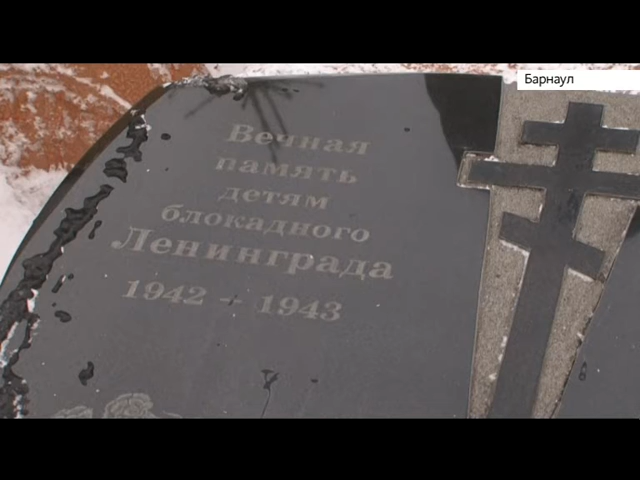 Барнаул
Вечная
память
детям
блокадного
Ленинграда
1942 - 1943